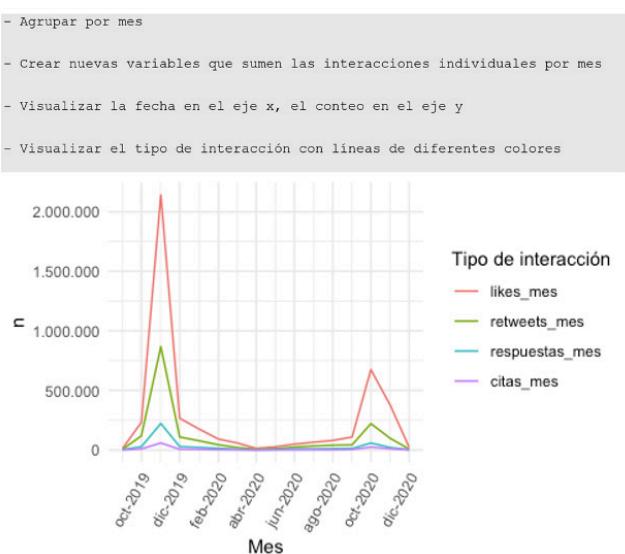 - Agrupar por mes
- Crear nuevas variables que sumen las interacciones individuales por mes
- Visualizar la fecha en el eje x, el conteo en el eje y
- Visualizar el tipo de interacción con líneas de diferentes colores
2.000.000
1.500.000
1.000.000
500.000
0
n
Tipo de interacción
likes_mes
retweets_mes
respuestas_mes
citas_mes
oct-2019
dic-2019
feb-2020
abr-2020
jun-2020
ago-2020
oct-2020
dic-2020
Mes